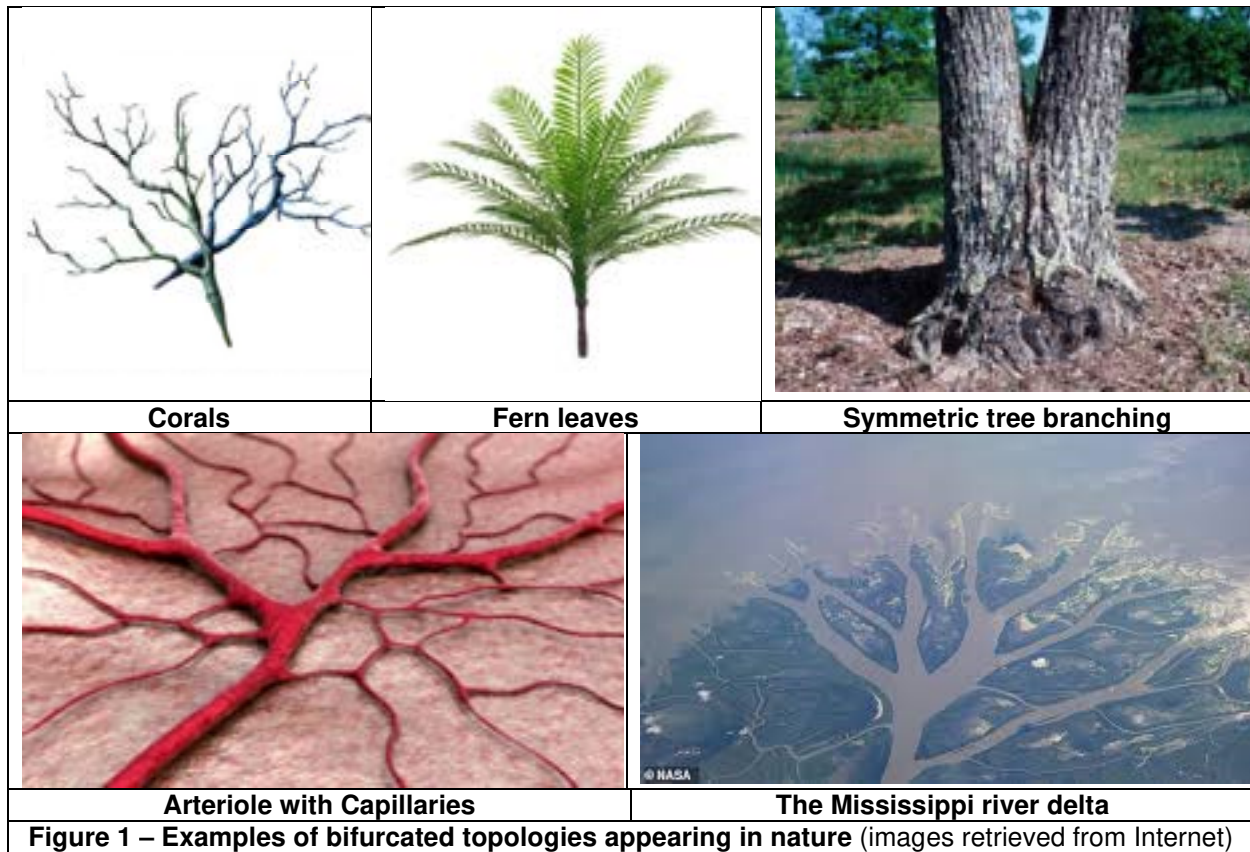 Corals
Fern leaves
Symmetric tree branching
© NASA
Arteriole with Capillaries
The Mississippi river delta
Figure 1 – Examples of bifurcated topologies appearing in nature (images retrieved from Internet)